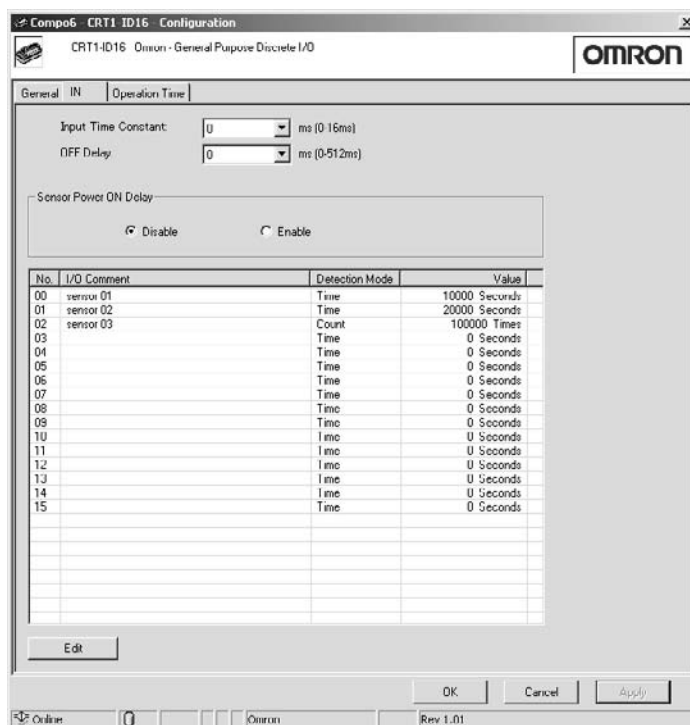 Compo6 - CRT1-ID16 - Configuration
CRT1-ID16 Omron - General Purpose Discrete I/O
OMRON
General IN Operation Time
Input Time Constant: 0 ms (0-16ms)
OFF Delay 0 ms (0-512ms)
Sensor Power ON Delay
Disable Enable
No. I/O Comment Detection Mode Value
00 sensor 01 Time 10000 Seconds
01 sensor 02 Time 20000 Seconds
02 sensor 03 Count 100000 Times
03 Time 0 Seconds
04 Time 0 Seconds
05 Time 0 Seconds
06 Time 0 Seconds
07 Time 0 Seconds
08 Time 0 Seconds
09 Time 0 Seconds
10 Time 0 Seconds
11 Time 0 Seconds
12 Time 0 Seconds
13 Time 0 Seconds
14 Time 0 Seconds
15 Time 0 Seconds
Edit
OK Cancel Apply
Online 0 Omron Rev 1.01